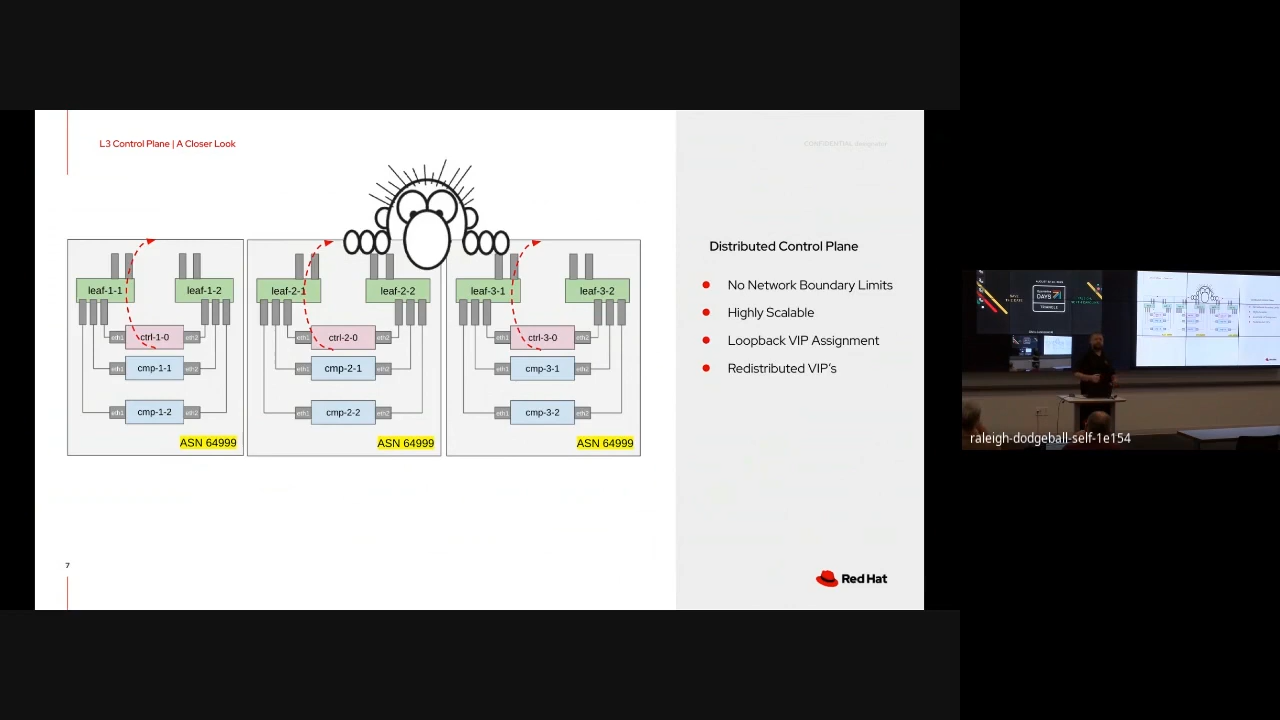 L3 Control Plane | A Closer Look
CONFIDENTIAL Designator
leaf-1-1
leaf-1-2
eth1
ctrl-1-0
eth2
cmp-1-1
eth1
cmp-1-2
eth2
ASN 64999
leaf-2-1
leaf-2-2
eth1
ctrl-2-0
eth2
eth1
cmp-2-1
eth2
eth1
cmp-2-2
eth2
ASN 64999
leaf-3-1
leaf-3-2
eth1
ctrl-3-0
eth2
eth1
cmp-3-1
eth2
eth1
cmp-3-2
eth2
ASN 64999
Distributed Control Plane
No Network Boundary Limits
Highly Scalable
Loopback VIP Assignment
Redistributed VIP's
7
Red Hat
DAYS
raleigh-dodgeball-self-1e154